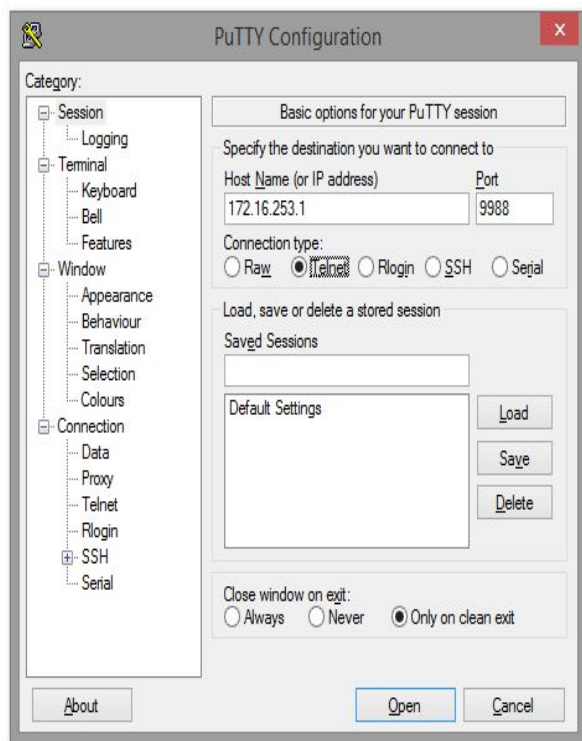 PuTTY Configuration
x
Category:
Session
Logging
Terminal
Keyboard
Bell
Features
Window
Appearance
Behaviour
Translation
Selection
Colours
Connection
Data
Proxy
Telnet
Rlogin
SSH
Serial
Basic options for your PuTTY session
Specify the destination you want to connect to
Host Name (or IP address) Port
172.16.253.1 9988
Connection type:
Raw Telnet Rlogin SSH Serial
Load, save or delete a stored session
Saved Sessions
Default Settings
Load
Save
Delete
Close window on exit:
Always Never Only on clean exit
About Open Cancel